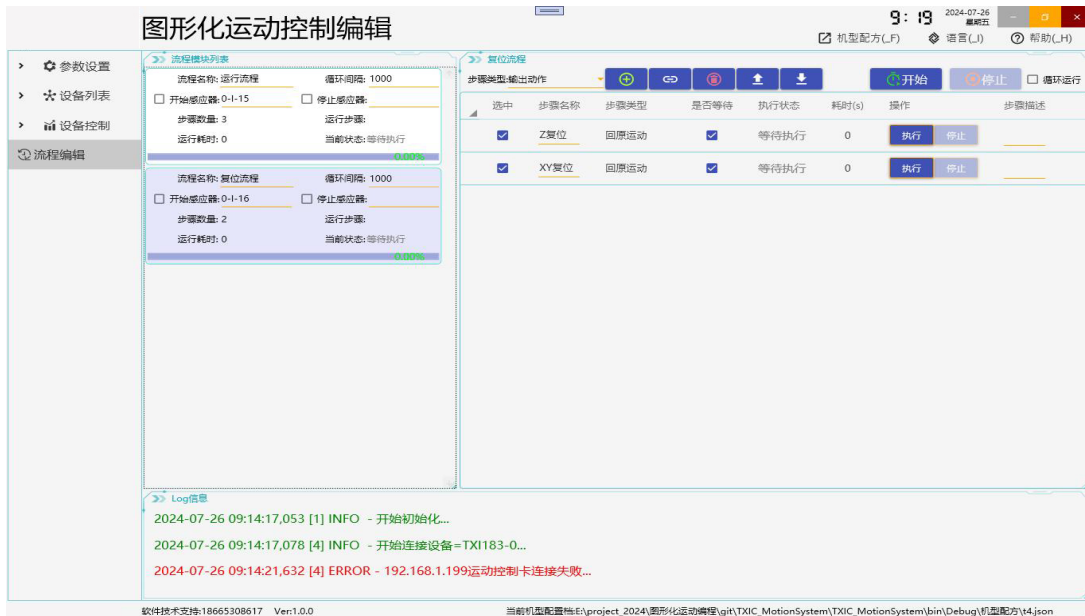 图形化运动控制编辑
9: 19
2024-07-26
星期五
机型配方(_F) 语言(_I) 帮助(_H)
参数设置
设备列表
设备控制
流程编辑
流程模块列表
流程名称: 运行流程 循环间隔: 1000
开始感应器: 0-I-15 停止感应器:
步骤数量: 3 运行步骤:
运行耗时: 0 当前状态: 等待执行
0.00%
流程名称: 复位流程 循环间隔: 1000
开始感应器: 0-I-16 停止感应器:
步骤数量: 2 运行步骤:
运行耗时: 0 当前状态: 等待执行
0.00%
复位流程
步骤类型:输出动作 开始 停止 循环运行
选中 步骤名称 步骤类型 是否等待 执行状态 耗时(s) 操作 步骤描述
Z复位 回原运动 等待执行 0 执行 停止
XY复位 回原运动 等待执行 0 执行 停止
Log信息
2024-07-26 09:14:17,053 [1] INFO - 开始初始化...
2024-07-26 09:14:17,078 [4] INFO - 开始连接设备=TXI183-0...
2024-07-26 09:14:21,632 [4] ERROR - 192.168.1.199运动控制卡连接失败...
软件技术支持:18665308617 Ver:1.0.0 当前机型配置档:E:\project_2024\图形化运动编程\git\TXIC_MotionSystem\TXIC_MotionSystem\bin\Debug\机型配方\t4.json